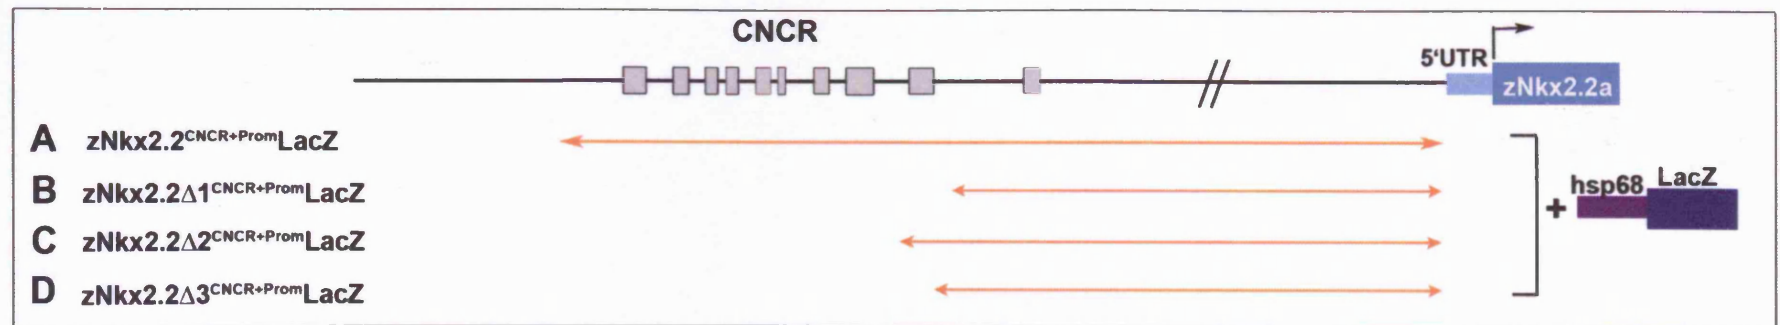 CNCR
5'UTR
zNkx2.2a
A zNkx2.2CNCR+PromLacZ
B zNkx2.2Δ1CNCR+PromLacZ
C zNkx2.2Δ2CNCR+PromLacZ
D zNkx2.2Δ3CNCR+PromLacZ
+ hsp68 LacZ